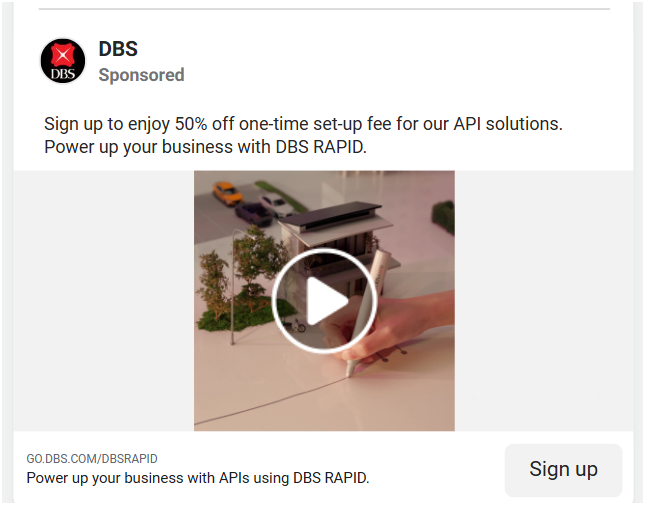 DBS
DBS
Sponsored
Sign up to enjoy 50% off one-time set-up fee for our API solutions.
Power up your business with DBS RAPID.
GO.DBS.COM/DBSRAPID
Power up your business with APIs using DBS RAPID.
Sign up